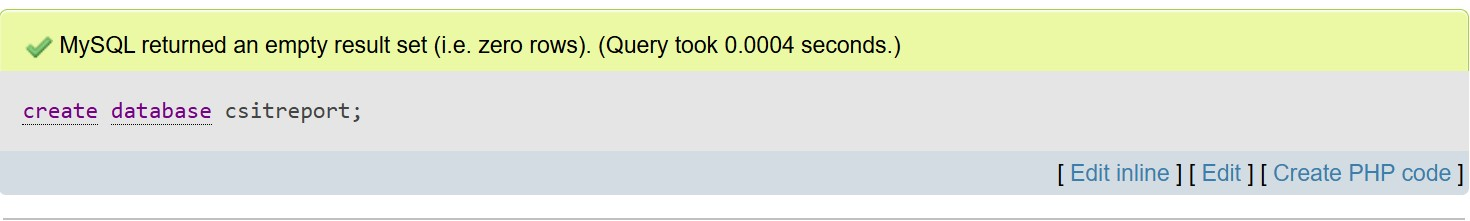 MySQL returned an empty result set (i.e. zero rows). (Query took 0.0004 seconds.)
create database csitreport;
[ Edit inline ] [ Edit ] [ Create PHP code ]